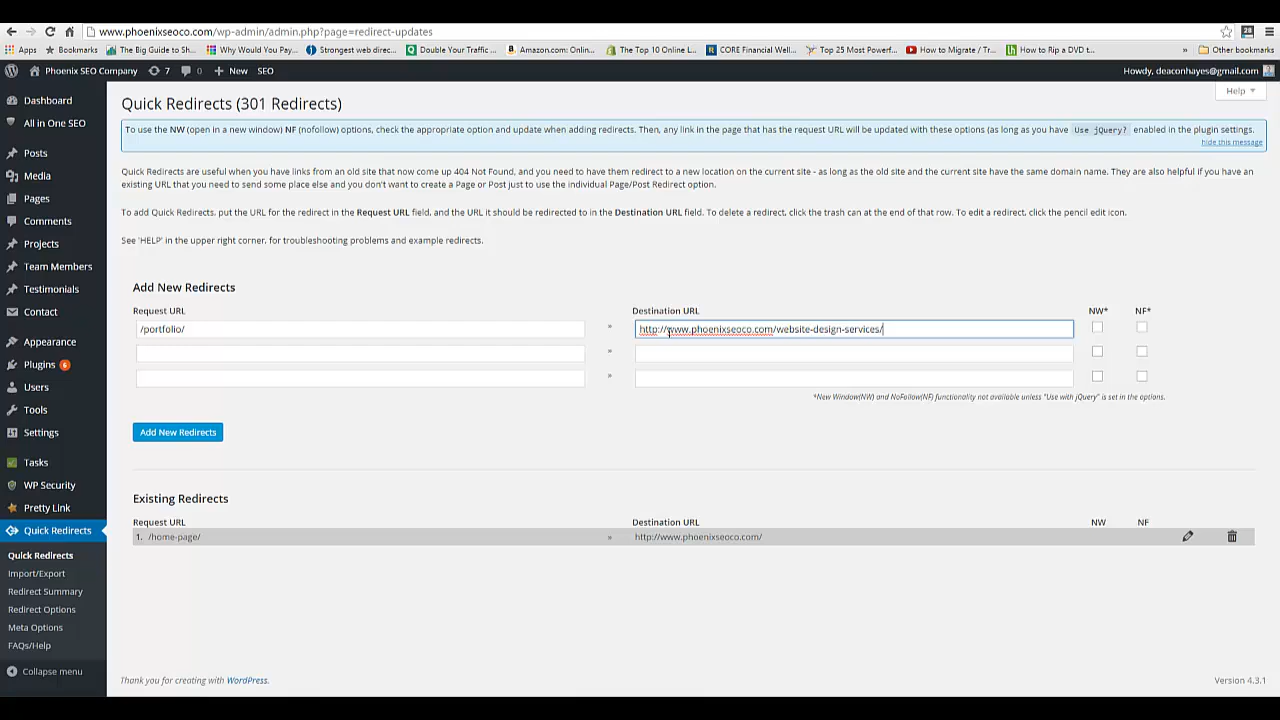 www.phoenixseoco.com/wp-admin/admin.php?page=redirect-updates
28
Apps Bookmarks The Big Guide to Sh... Why Would You Pay... Strongest web direc... Double Your Traffic ... Amazon.com: Onlin... The Top 10 Online L... CORE Financial Well... Top 25 Most Powerf... How to Migrate / Tr... How to Rip a DVD t... » Other bookmarks
Phoenix SEO Company 7 0 + New SEO Howdy, deaconhayes@gmail.com
Dashboard
All in One SEO
Posts
Media
Pages
Comments
Projects
Team Members
Testimonials
Contact
Appearance
Plugins 6
Users
Tools
Settings
Tasks
WP Security
Pretty Link
Quick Redirects
Quick Redirects
Import/Export
Redirect Summary
Redirect Options
Meta Options
FAQs/Help
Collapse menu
Help
Quick Redirects (301 Redirects)
To use the NW (open in a new window) NF (nofollow) options, check the appropriate option and update when adding redirects. Then, any link in the page that has the request URL will be updated with these options (as long as you have Use jQuery? enabled in the plugin settings.
hide this message
Quick Redirects are useful when you have links from an old site that now come up 404 Not Found, and you need to have them redirect to a new location on the current site - as long as the old site and the current site have the same domain name. They are also helpful if you have an
existing URL that you need to send some place else and you don't want to create a Page or Post just to use the individual Page/Post Redirect option.
To add Quick Redirects, put the URL for the redirect in the Request URL field, and the URL it should be redirected to in the Destination URL field. To delete a redirect, click the trash can at the end of that row. To edit a redirect, click the pencil edit icon.
See 'HELP' in the upper right corner, for troubleshooting problems and example redirects.
Add New Redirects
Request URL Destination URL NW* NF*
/portfolio/ » http://www.phoenixseoco.com/website-design-services/
»
»
*New Window(NW) and NoFollow(NF) functionality not available unless "Use with jQuery" is set in the options.
Add New Redirects
Existing Redirects
Request URL Destination URL NW NF
1. /home-page/ » http://www.phoenixseoco.com/
Thank you for creating with WordPress. Version 4.3.1